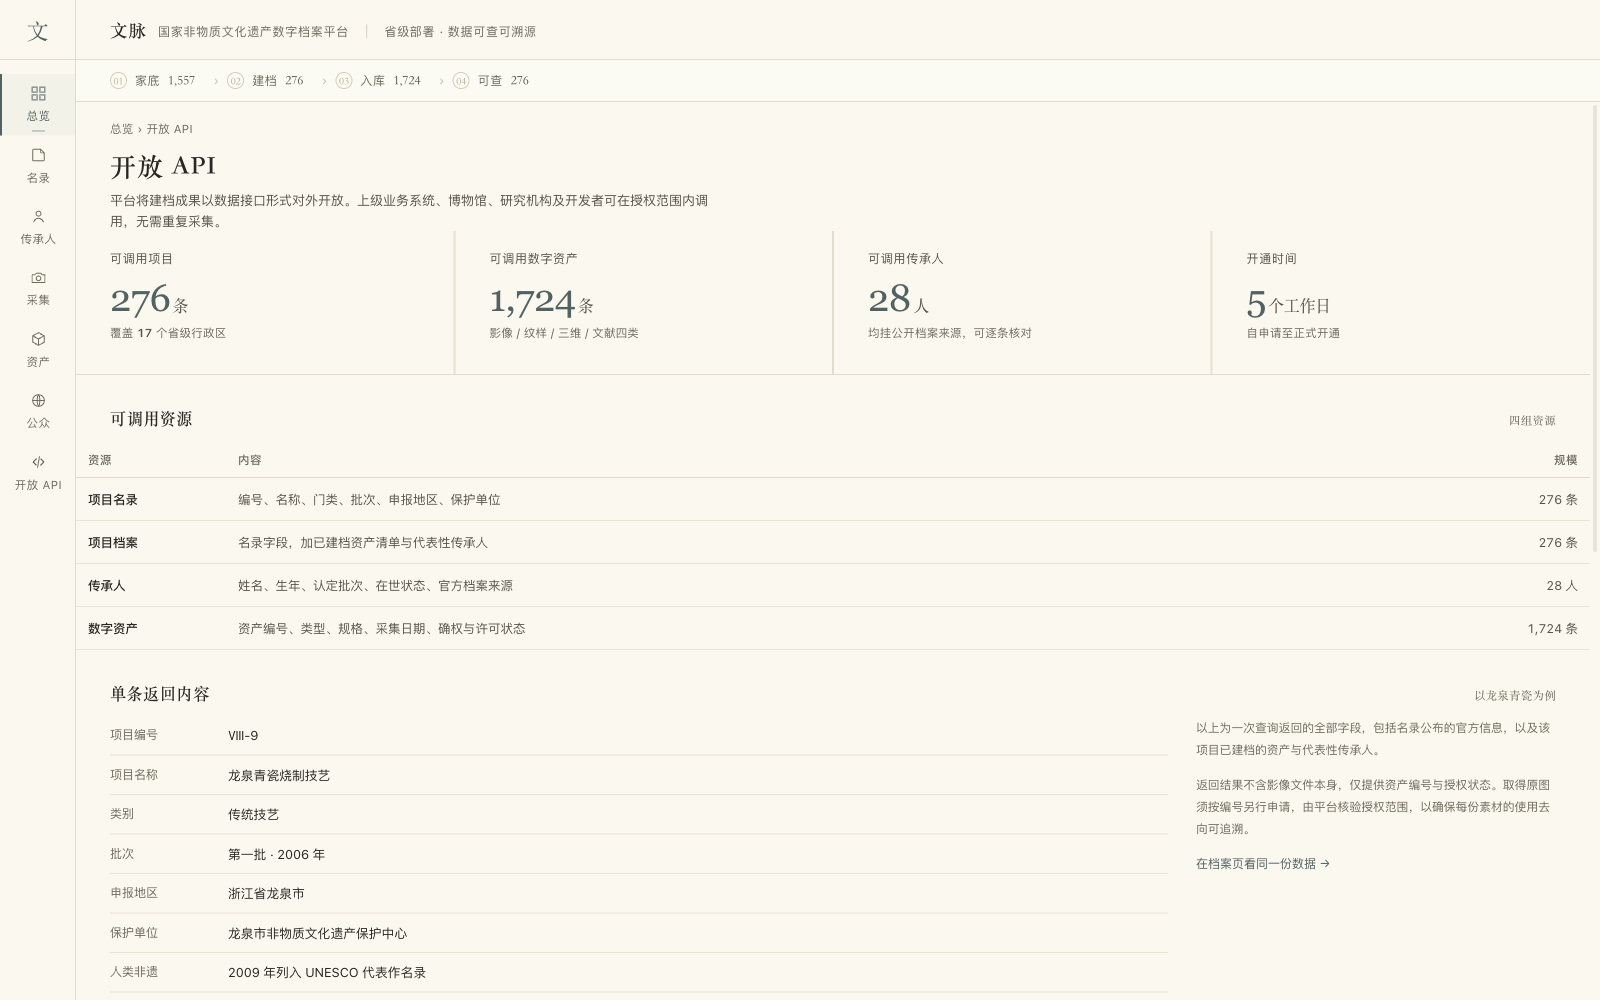 文
文脉 国家非物质文化遗产数字档案平台 省级部署 · 数据可查可溯源
01 家底 1,557 › 02 建档 276 › 03 入库 1,724 › 04 可查 276
总览
名录
传承人
采集
资产
公众
开放 API
总览 › 开放 API
开放 API
平台将建档成果以数据接口形式对外开放。上级业务系统、博物馆、研究机构及开发者可在授权范围内调
用，无需重复采集。
可调用项目
276 条
覆盖 17 个省级行政区
可调用数字资产
1,724 条
影像 / 纹样 / 三维 / 文献四类
可调用传承人
28 人
均挂公开档案来源，可逐条核对
开通时间
5 个工作日
自申请至正式开通
可调用资源 四组资源
资源 内容 规模
项目名录 编号、名称、门类、批次、申报地区、保护单位 276 条
项目档案 名录字段，加已建档资产清单与代表性传承人 276 条
传承人 姓名、生年、认定批次、在世状态、官方档案来源 28 人
数字资产 资产编号、类型、规格、采集日期、确权与许可状态 1,724 条
单条返回内容 以龙泉青瓷为例
项目编号 Ⅷ-9
项目名称 龙泉青瓷烧制技艺
类别 传统技艺
批次 第一批 · 2006 年
申报地区 浙江省龙泉市
保护单位 龙泉市非物质文化遗产保护中心
人类非遗 2009 年列入 UNESCO 代表作名录
以上为一次查询返回的全部字段，包括名录公布的官方信息，以及该
项目已建档的资产与代表性传承人。
返回结果不含影像文件本身，仅提供资产编号与授权状态。取得原图
须按编号另行申请，由平台核验授权范围，以确保每份素材的使用去
向可追溯。
在档案页看同一份数据 →